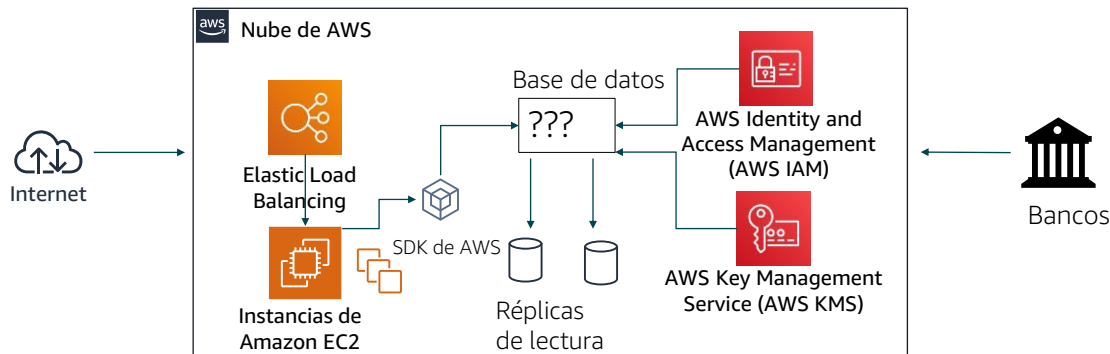 aws
Nube de AWS
Base de datos
???
AWS Identity and
Access Management
(AWS IAM)
Elastic Load
Balancing
Internet
SDK de AWS
Bancos
AWS Key Management
Service (AWS KMS)
Instancias de
Amazon EC2
Réplicas
de lectura